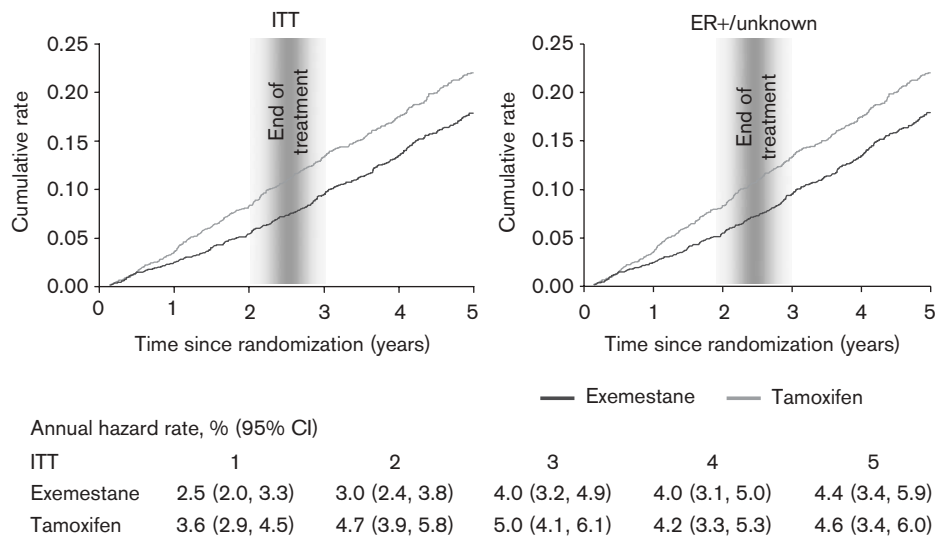 ITT
Cumulative rate
0.25
0.20
0.15
0.10
0.05
0.00
End of
treatment
0 1 2 3 4 5
Time since randomization (years)
ER+/unknown
Cumulative rate
0.25
0.20
0.15
0.10
0.05
0.00
End of
treatment
0 1 2 3 4 5
Time since randomization (years)
Exemestane Tamoxifen
Annual hazard rate, % (95% CI)
ITT 1 2 3 4 5
Exemestane 2.5 (2.0, 3.3) 3.0 (2.4, 3.8) 4.0 (3.2, 4.9) 4.0 (3.1, 5.0) 4.4 (3.4, 5.9)
Tamoxifen 3.6 (2.9, 4.5) 4.7 (3.9, 5.8) 5.0 (4.1, 6.1) 4.2 (3.3, 5.3) 4.6 (3.4, 6.0)